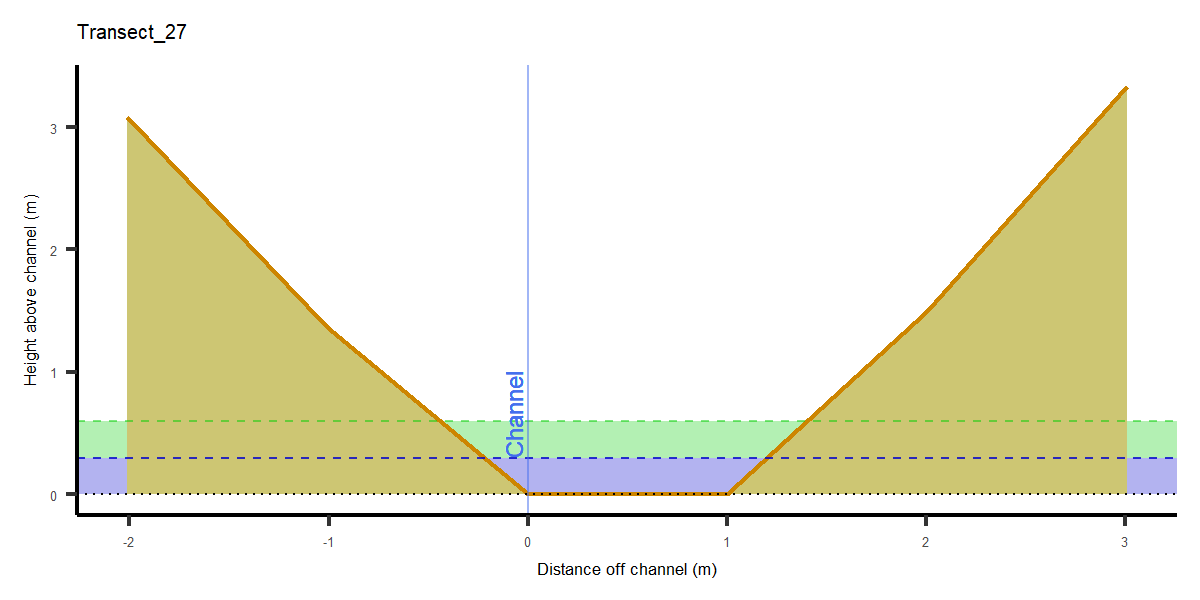 Transect_27
Height above channel (m)
3
2
1
0
Channel
-2 -1 0 1 2 3
Distance off channel (m)